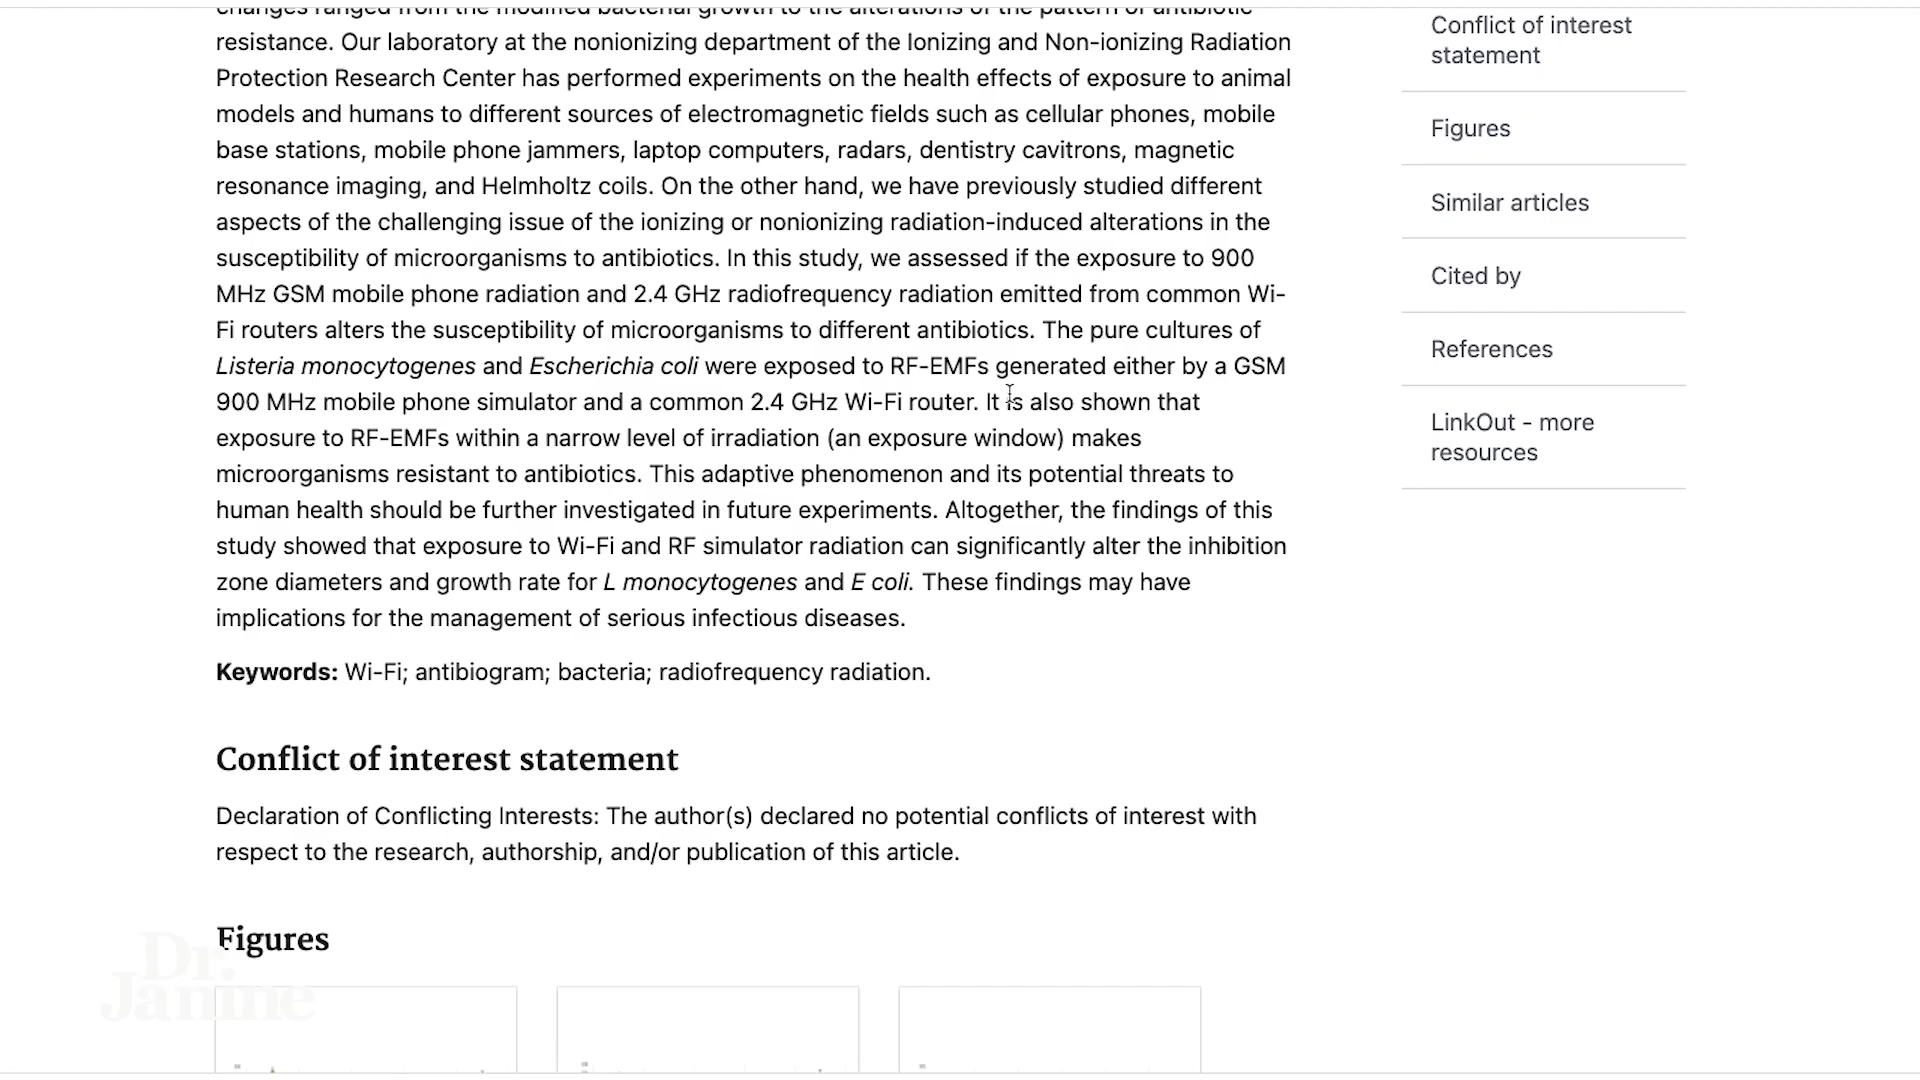 changes ranged from the modified bacterial growth to the alterations of the pattern of antibiotic
resistance. Our laboratory at the nonionizing department of the Ionizing and Non-ionizing Radiation
Protection Research Center has performed experiments on the health effects of exposure to animal
models and humans to different sources of electromagnetic fields such as cellular phones, mobile
base stations, mobile phone jammers, laptop computers, radars, dentistry cavitrons, magnetic
resonance imaging, and Helmholtz coils. On the other hand, we have previously studied different
aspects of the challenging issue of the ionizing or nonionizing radiation-induced alterations in the
susceptibility of microorganisms to antibiotics. In this study, we assessed if the exposure to 900
MHz GSM mobile phone radiation and 2.4 GHz radiofrequency radiation emitted from common Wi-
Fi routers alters the susceptibility of microorganisms to different antibiotics. The pure cultures of
Listeria monocytogenes and Escherichia coli were exposed to RF-EMFs generated either by a GSM
900 MHz mobile phone simulator and a common 2.4 GHz Wi-Fi router. It is also shown that
exposure to RF-EMFs within a narrow level of irradiation (an exposure window) makes
microorganisms resistant to antibiotics. This adaptive phenomenon and its potential threats to
human health should be further investigated in future experiments. Altogether, the findings of this
study showed that exposure to Wi-Fi and RF simulator radiation can significantly alter the inhibition
zone diameters and growth rate for L monocytogenes and E coli. These findings may have
implications for the management of serious infectious diseases.
Keywords: Wi-Fi; antibiogram; bacteria; radiofrequency radiation.
Conflict of interest statement
Declaration of Conflicting Interests: The author(s) declared no potential conflicts of interest with
respect to the research, authorship, and/or publication of this article.
Figures
Dr.
Janine
Conflict of interest
statement
Figures
Similar articles
Cited by
References
LinkOut - more
resources